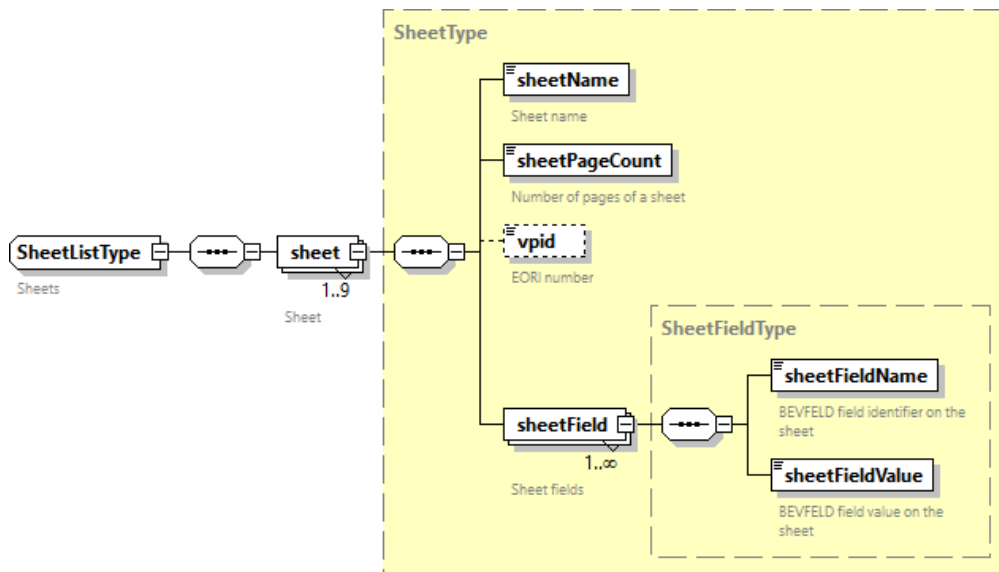 SheetType
sheetName
Sheet name
sheetPageCount
Number of pages of a sheet
vpid
EORI number
SheetListType
Sheets
sheet
1..9
Sheet
SheetFieldType
sheetFieldName
BEVFELD field identifier on the
sheet
sheetField
1..∞
Sheet fields
sheetFieldValue
BEVFELD field value on the
sheet